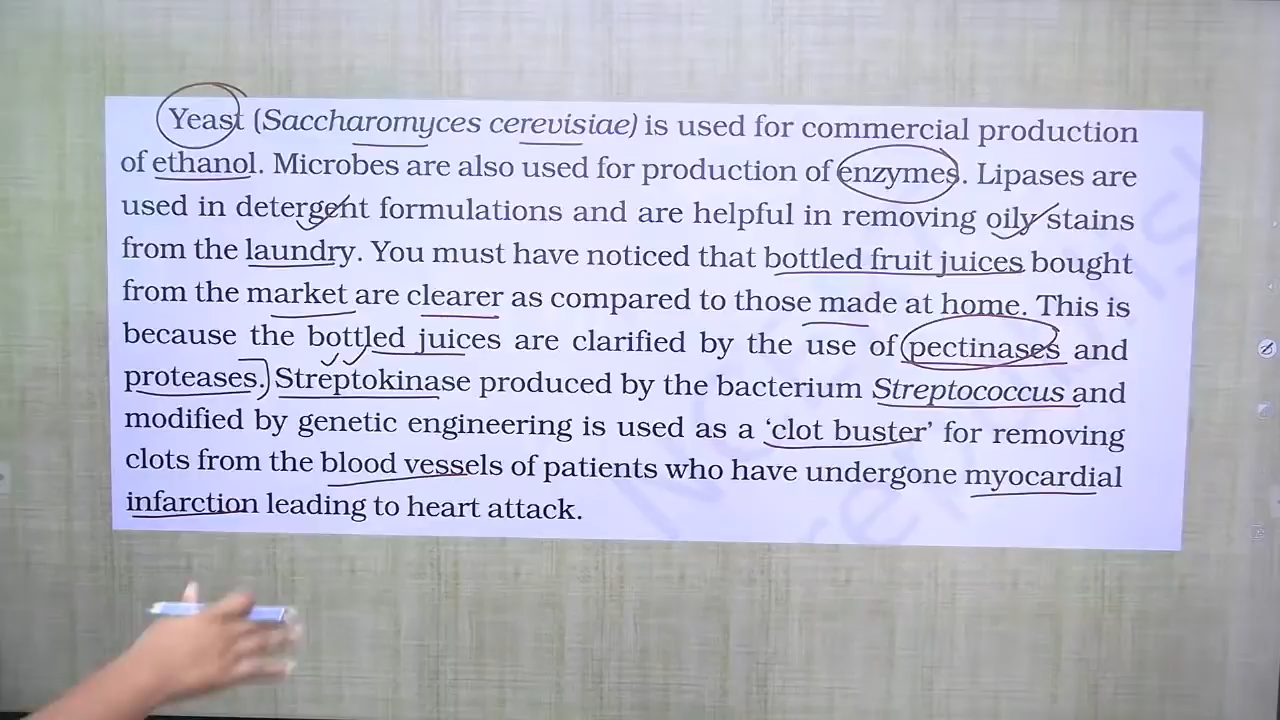 Yeast (Saccharomyces cerevisiae) is used for commercial production
of ethanol. Microbes are also used for production of enzymes. Lipases are
used in detergent formulations and are helpful in removing oily stains
from the laundry. You must have noticed that bottled fruit juices bought
from the market are clearer as compared to those made at home. This is
because the bottled juices are clarified by the use of pectinases and
proteases. Streptokinase produced by the bacterium Streptococcus and
modified by genetic engineering is used as a ‘clot buster’ for removing
clots from the blood vessels of patients who have undergone myocardial
infarction leading to heart attack.